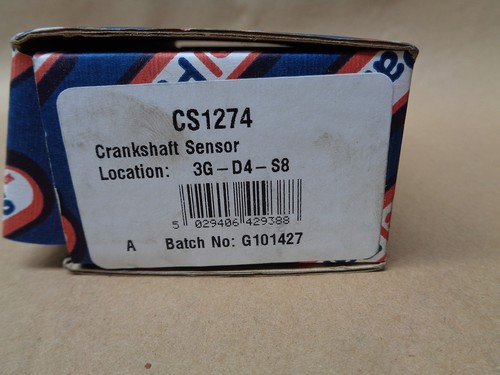 CS1274
Crankshaft Sensor
Location: 3G-D4-S8
5 029406 429388
A Batch No: G101427